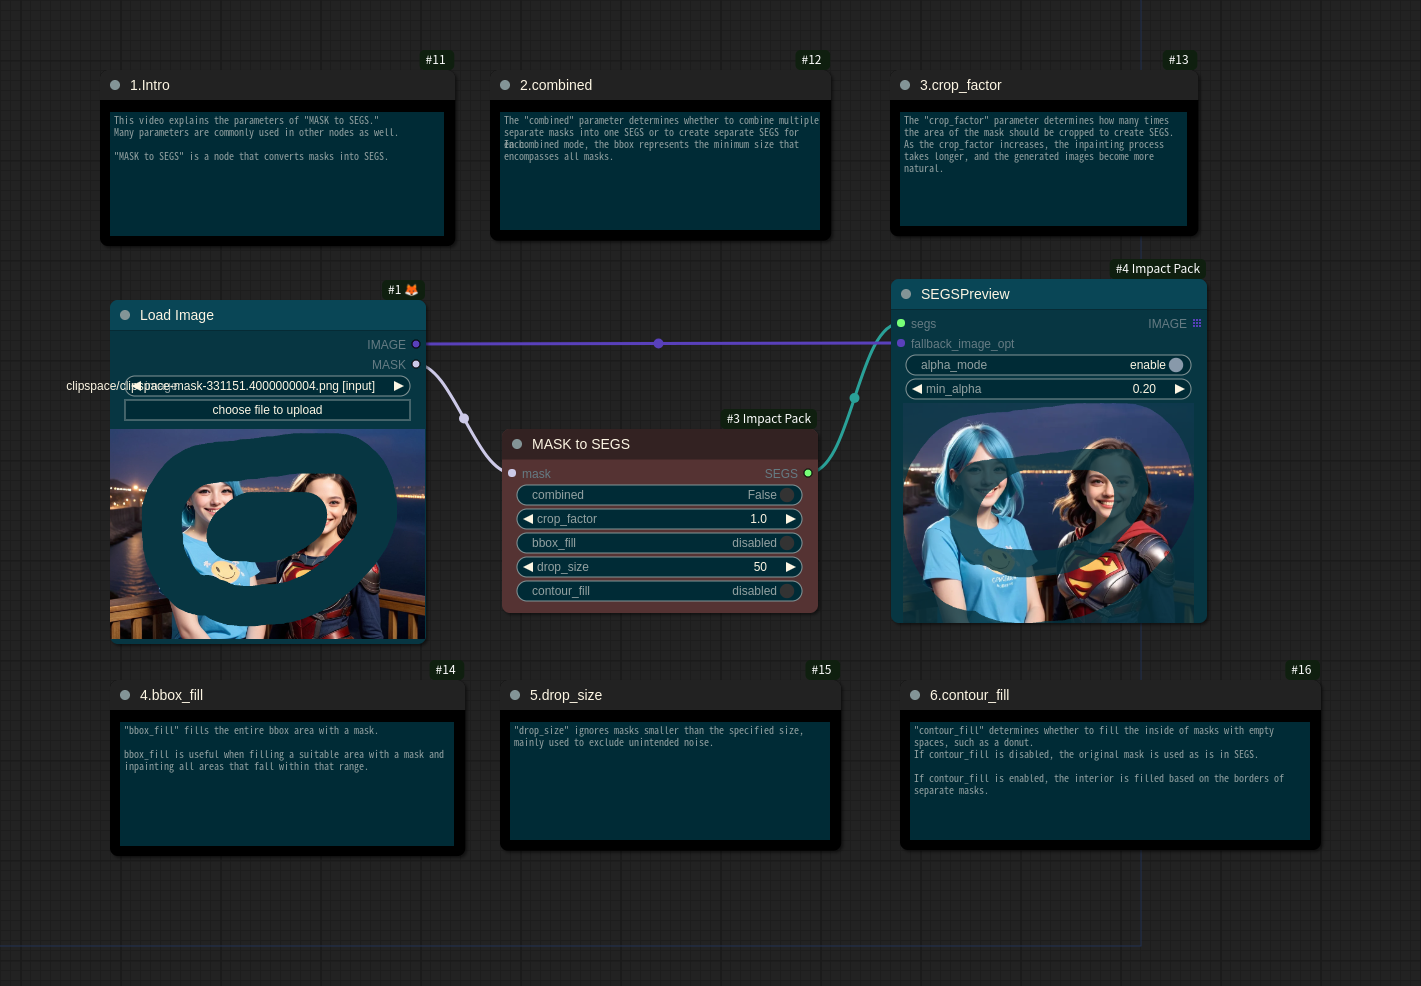 #11
1.Intro
This video explains the parameters of "MASK to SEGS."
Many parameters are commonly used in other nodes as well.
"MASK to SEGS" is a node that converts masks into SEGS.
#12
2.combined
The "combined" parameter determines whether to combine multiple
separate masks into one SEGS or to create separate SEGS for
combined mode, the bbox represents the minimum size that
encompasses all masks.
#13
3.crop_factor
The "crop_factor" parameter determines how many times
the area of the mask should be cropped to create SEGS.
As the crop_factor increases, the inpainting process
takes longer, and the generated images become more
natural.
#1
Load Image
IMAGE
MASK
mask-331151.4000000004.png [input]
choose file to upload
#3 Impact Pack
MASK to SEGS
mask SEGS
combined False
crop_factor 1.0
bbox_fill disabled
drop_size 50
contour_fill disabled
#4 Impact Pack
SEGSPreview
segs IMAGE
fallback_image_opt
alpha_mode enable
min_alpha 0.20
#14
4.bbox_fill
"bbox_fill" fills the entire bbox area with a mask.
bbox_fill is useful when filling a suitable area with a mask and
inpainting all areas that fall within that range.
#15
5.drop_size
"drop_size" ignores masks smaller than the specified size,
mainly used to exclude unintended noise.
#16
6.contour_fill
"contour_fill" determines whether to fill the inside of masks with empty
spaces, such as a donut.
If contour_fill is disabled, the original mask is used as is in SEGS.
If contour_fill is enabled, the interior is filled based on the borders of
separate masks.